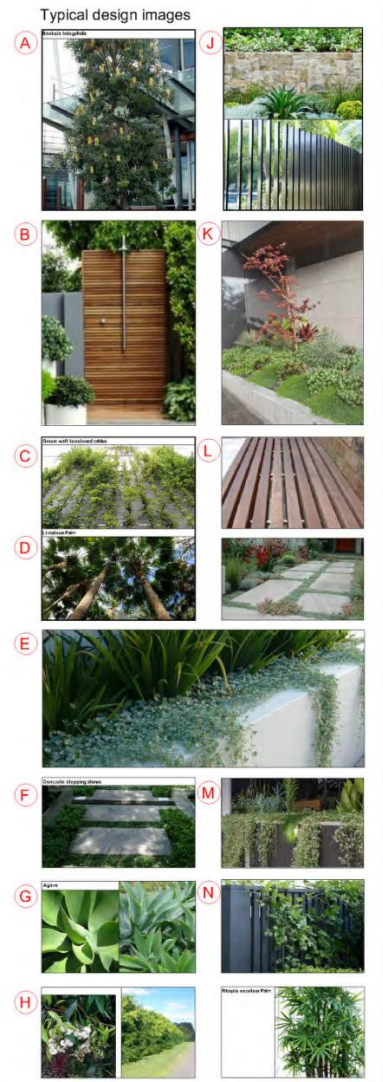 Typical design images
A
Banksia integrifolia
J
B
K
C
Green wall tensioned cables
L
D
Livistona Palm
E
F
Concrete stepping stones
M
G
Agave
N
H
Rhapis excelsa Palm